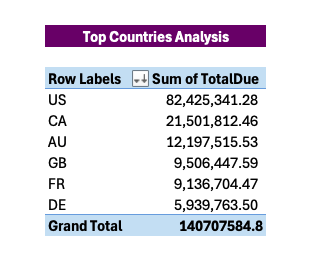 Top Countries Analysis
Row Labels Sum of TotalDue
US 82,425,341.28
CA 21,501,812.46
AU 12,197,515.53
GB 9,506,447.59
FR 9,136,704.47
DE 5,939,763.50
Grand Total 140707584.8